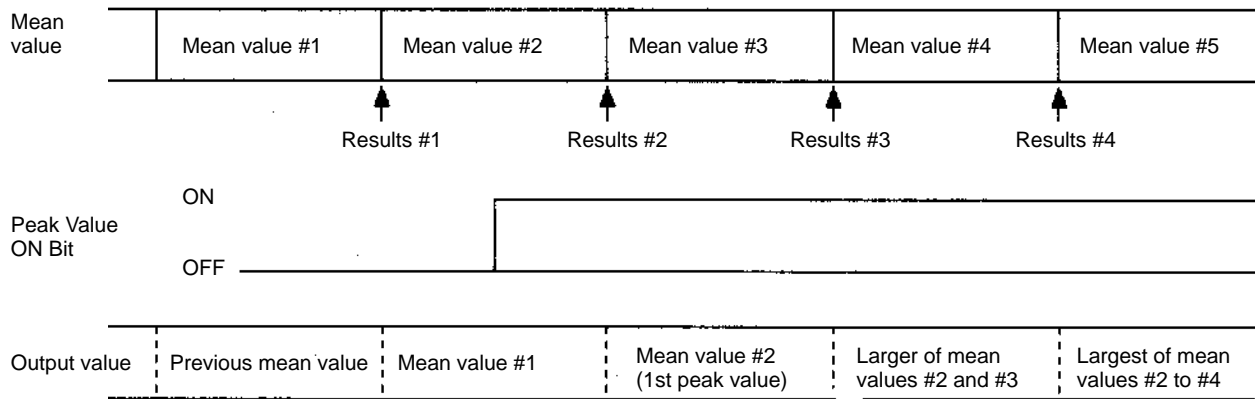 Mean
value
Mean value #1
Mean value #2
Mean value #3
Mean value #4
Mean value #5
Results #1
Results #2
Results #3
Results #4
Peak Value
ON Bit
ON
OFF
Output value
Previous mean value
Mean value #1
Mean value #2
(1st peak value)
Larger of mean
values #2 and #3
Largest of mean
values #2 to #4